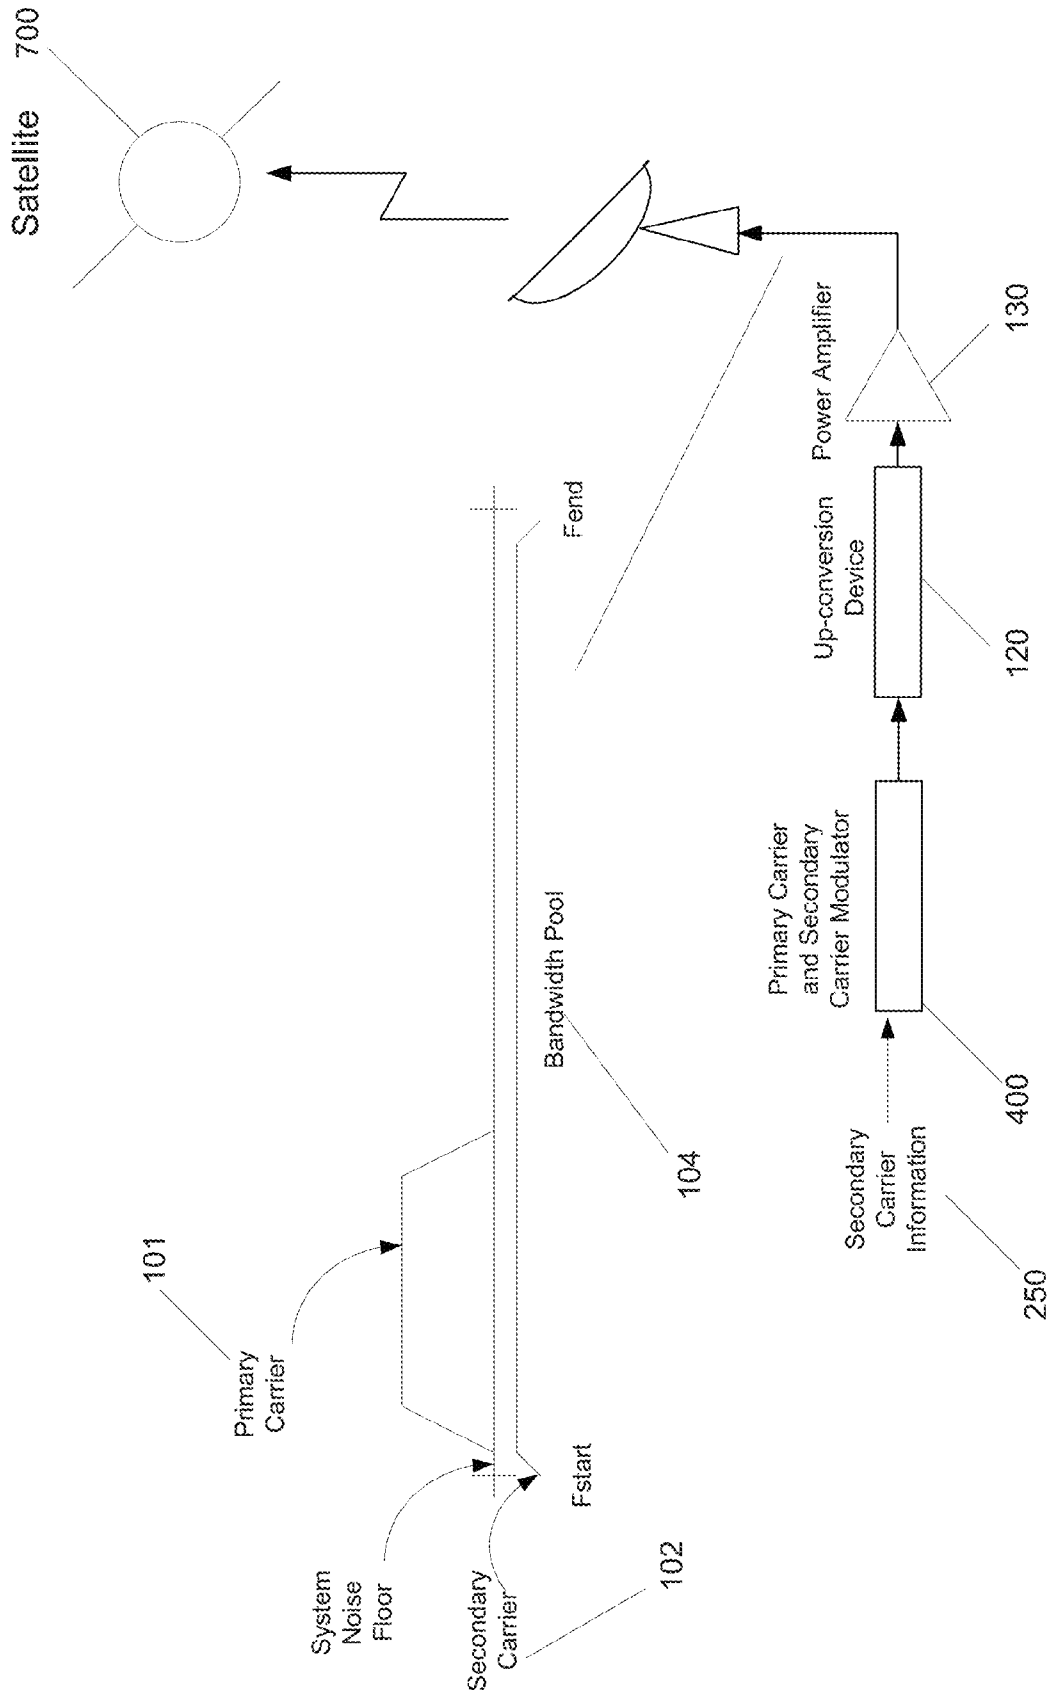 Satellite
700
101
Primary
Carrier
System
Noise
Floor
Secondary
Carrier
102
Fstart
Bandwidth Pool
104
Fend
Secondary
Carrier
Information
250
Primary Carrier
and Secondary
Carrier Modulator
400
Up-conversion
Device
120
Power Amplifier
130